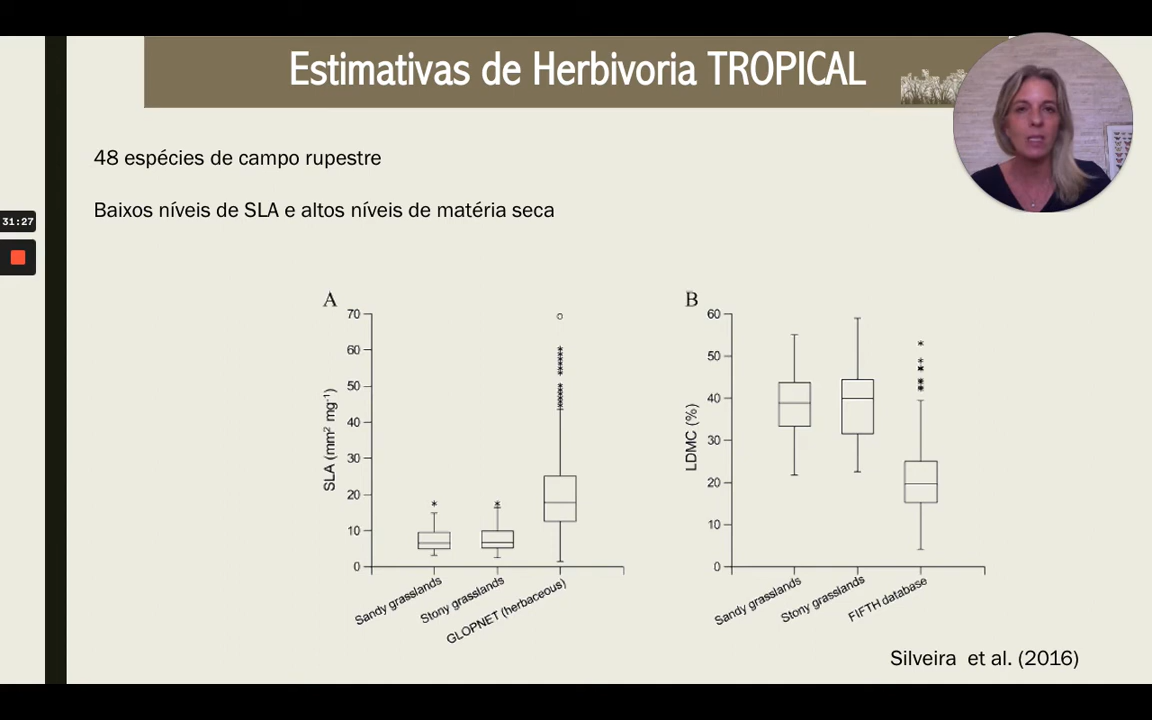 Estimativas de Herbivoria TROPICAL
48 espécies de campo rupestre
Baixos níveis de SLA e altos níveis de matéria seca
31:27
A
70
60
50
40
30
20
10
0
SLA (mm² mg⁻¹)
Sandy grasslands
Stony grasslands
GLOPNET (herbaceous)
B
60
50
40
30
20
10
0
LDMC (%)
Sandy grasslands
Stony grasslands
FIFTH database
Silveira et al. (2016)